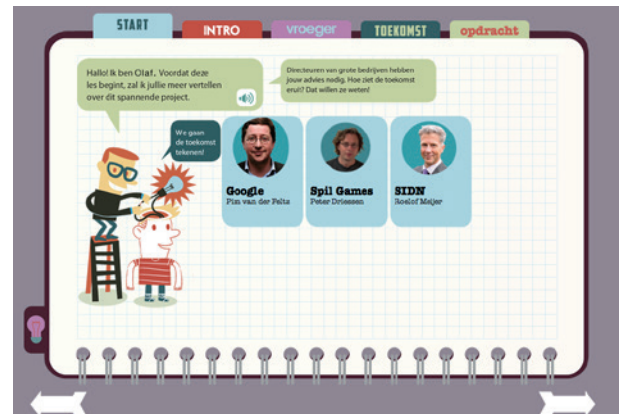 START
INTRO
vroeger
TOEKOMST
opdracht
Hallo! Ik ben Olaf. Voordat deze
les begint, zal ik jullie meer vertellen
over dit spannende project.
Directeuren van grote bedrijven hebben
jouw advies nodig. Hoe ziet de toekomst
eruit? Dat willen ze weten!
We gaan
de toekomst
tekenen!
Google
Pim van der Feltz
Spil Games
Peter Driessen
SIDN
Roelof Meijer